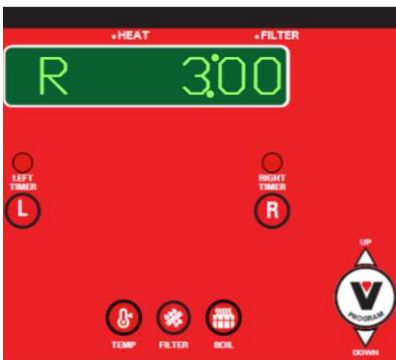 •HEAT •FILTER
R 3:00
LEFT TIMER RIGHT TIMER
L R
UP
V
PROGRAM
TEMP FILTER BOIL
DOWN